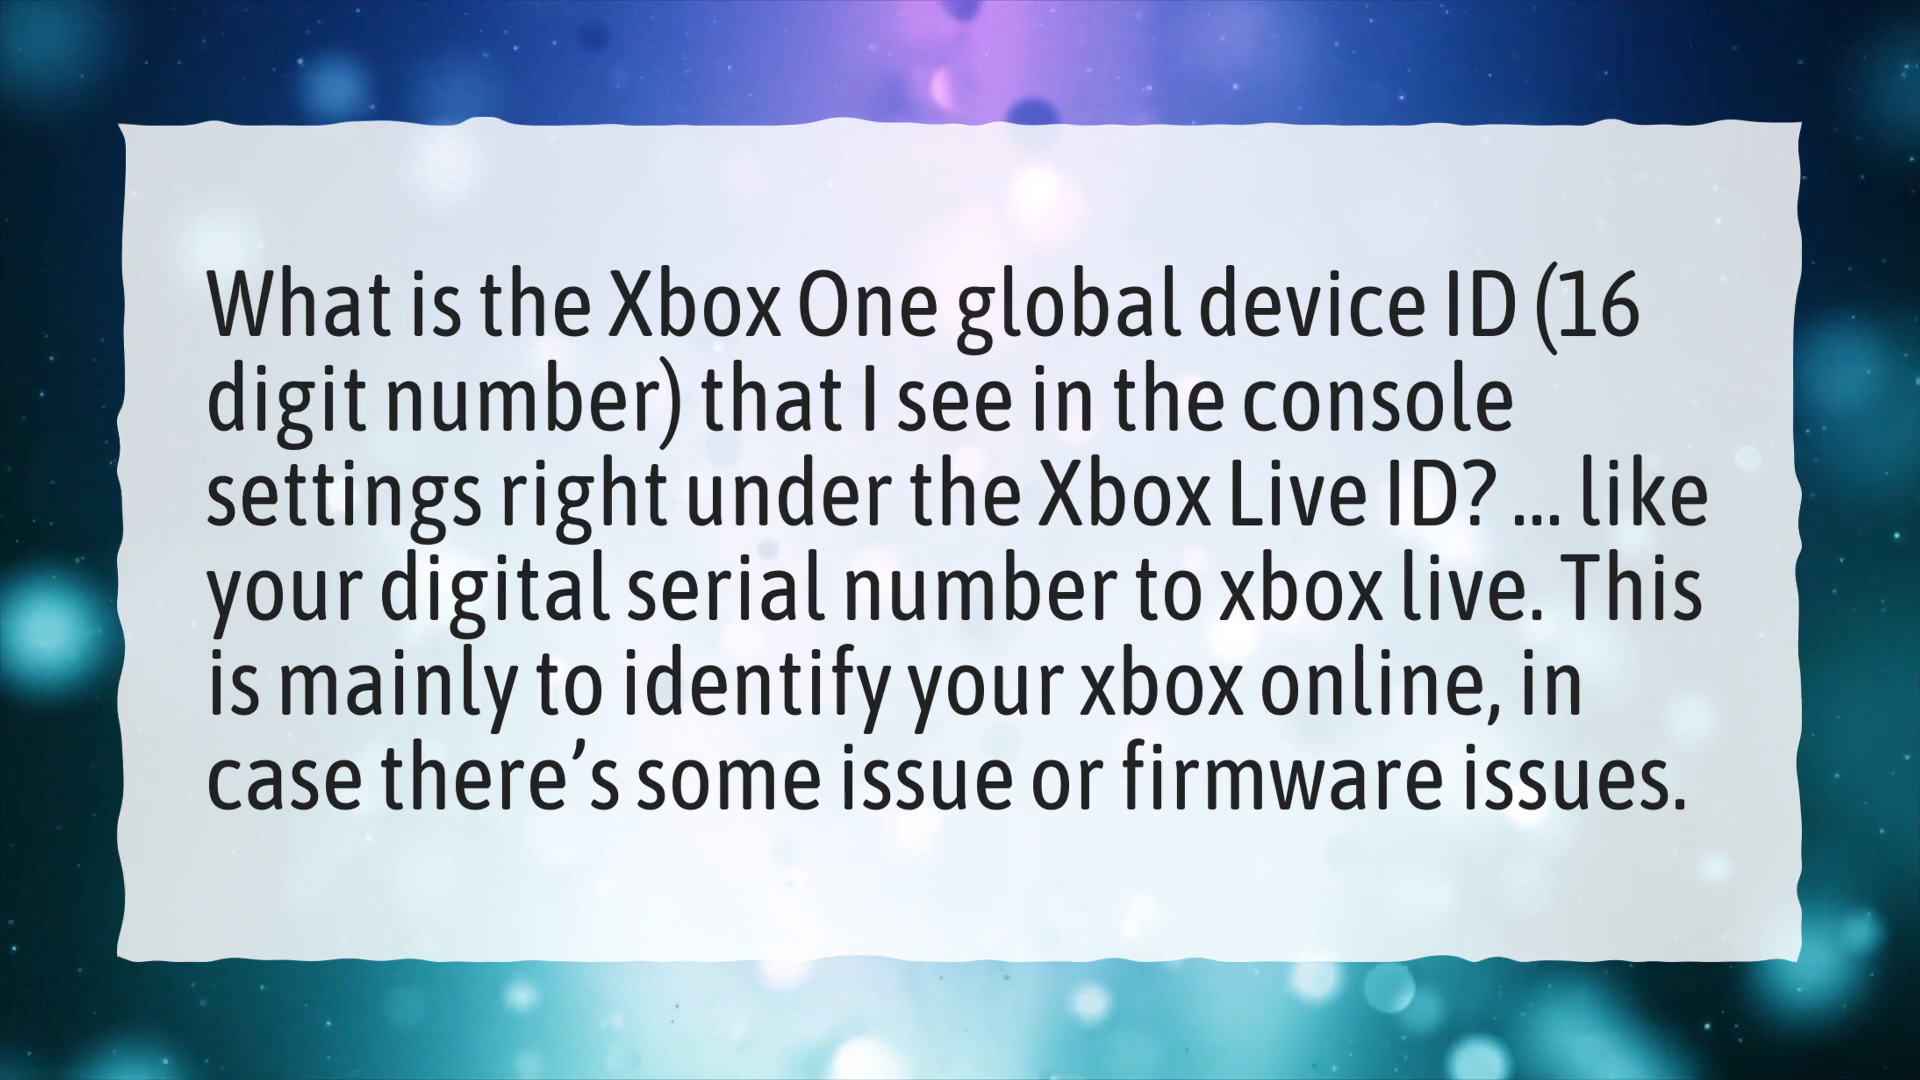 What is the Xbox One global device ID (16
digit number) that I see in the console
settings right under the Xbox Live ID? ... like
your digital serial number to xbox live. This
is mainly to identify your xbox online, in
case there’s some issue or firmware issues.